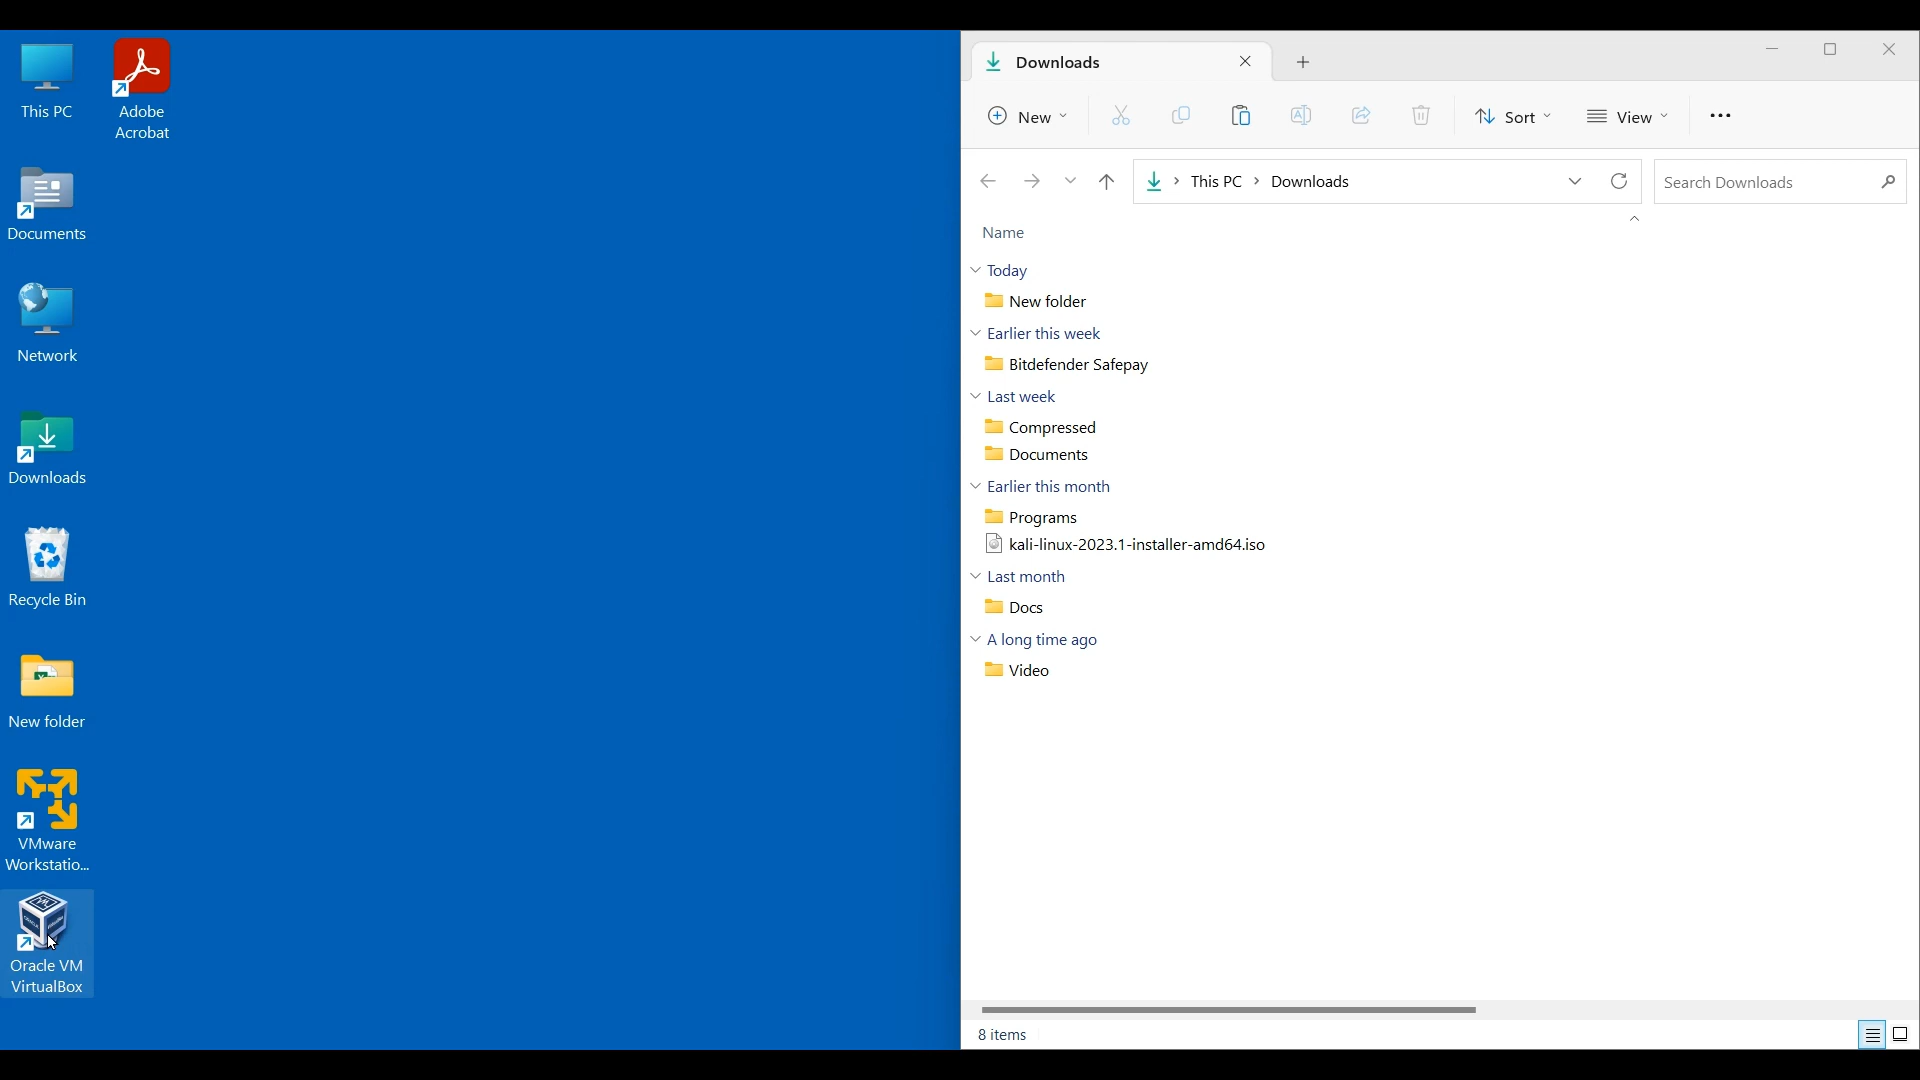 This PC
Adobe
Acrobat
Documents
Network
Downloads
Recycle Bin
New folder
VMware
Workstatio...
Oracle VM
VirtualBox
Downloads
New
Sort
View
This PC
Downloads
Search Downloads
Name
Today
New folder
Earlier this week
Bitdefender Safepay
Last week
Compressed
Documents
Earlier this month
Programs
kali-linux-2023.1-installer-amd64.iso
Last month
Docs
A long time ago
Video
8 items